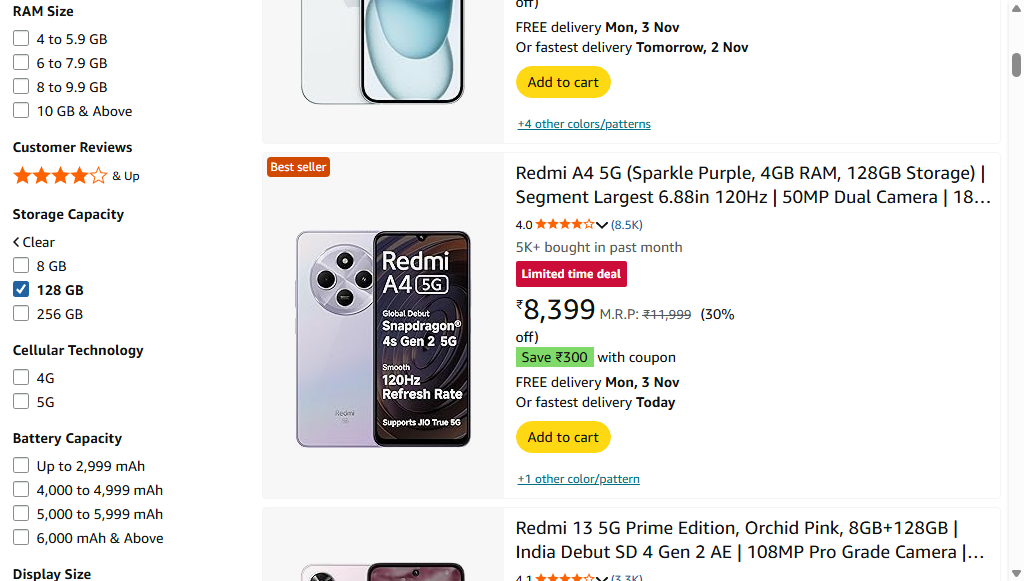 RAM Size
4 to 5.9 GB
6 to 7.9 GB
8 to 9.9 GB
10 GB & Above
Customer Reviews
& Up
Storage Capacity
Clear
8 GB
128 GB
256 GB
Cellular Technology
4G
5G
Battery Capacity
Up to 2,999 mAh
4,000 to 4,999 mAh
5,000 to 5,999 mAh
6,000 mAh & Above
Display Size
off)
FREE delivery Mon, 3 Nov
Or fastest delivery Tomorrow, 2 Nov
Add to cart
+4 other colors/patterns
Best seller
Redmi
A4 5G
Global Debut
Snapdragon®
4s Gen 2 5G
Smooth
120Hz
Refresh Rate
Supports JIO True 5G
Redmi
5G
Redmi A4 5G (Sparkle Purple, 4GB RAM, 128GB Storage) |
Segment Largest 6.88in 120Hz | 50MP Dual Camera | 18...
4.0 (8.5K)
5K+ bought in past month
Limited time deal
₹8,399 M.R.P: ₹11,999 (30%
off)
Save ₹300 with coupon
FREE delivery Mon, 3 Nov
Or fastest delivery Today
Add to cart
+1 other color/pattern
Redmi 13 5G Prime Edition, Orchid Pink, 8GB+128GB |
India Debut SD 4 Gen 2 AE | 108MP Pro Grade Camera |...
4.1 (3.3K)